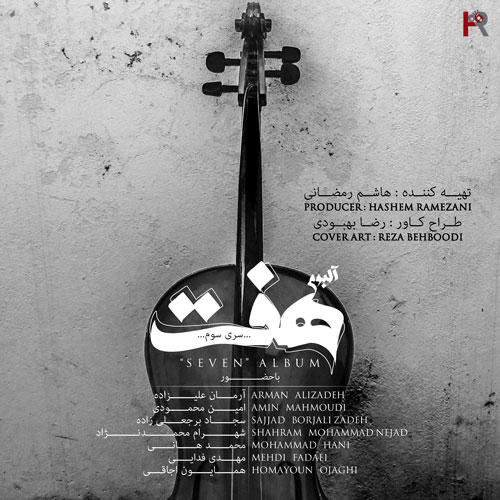 HR
تهیه کننده : هاشم رمضانی
PRODUCER : HASHEM RAMEZANI
طراح کاور : رضا بهبودی
COVER ART : REZA BEHBOODI
آلبوم
هفت
...سری سوم...
"SEVEN" ALBUM
باحضور
آرمان علیزاده ARMAN ALIZADEH
امین محمودی AMIN MAHMOUDI
سجاد برجعلی زاده SAJJAD BORJALI ZADEH
شهرام محمدنژاد SHAHRAM MOHAMMAD NEJAD
محمد هانی MOHAMMAD HANI
مهدی فدایی MEHDI FADAEI
همایون اجاقی HOMAYOUN OJAGHI